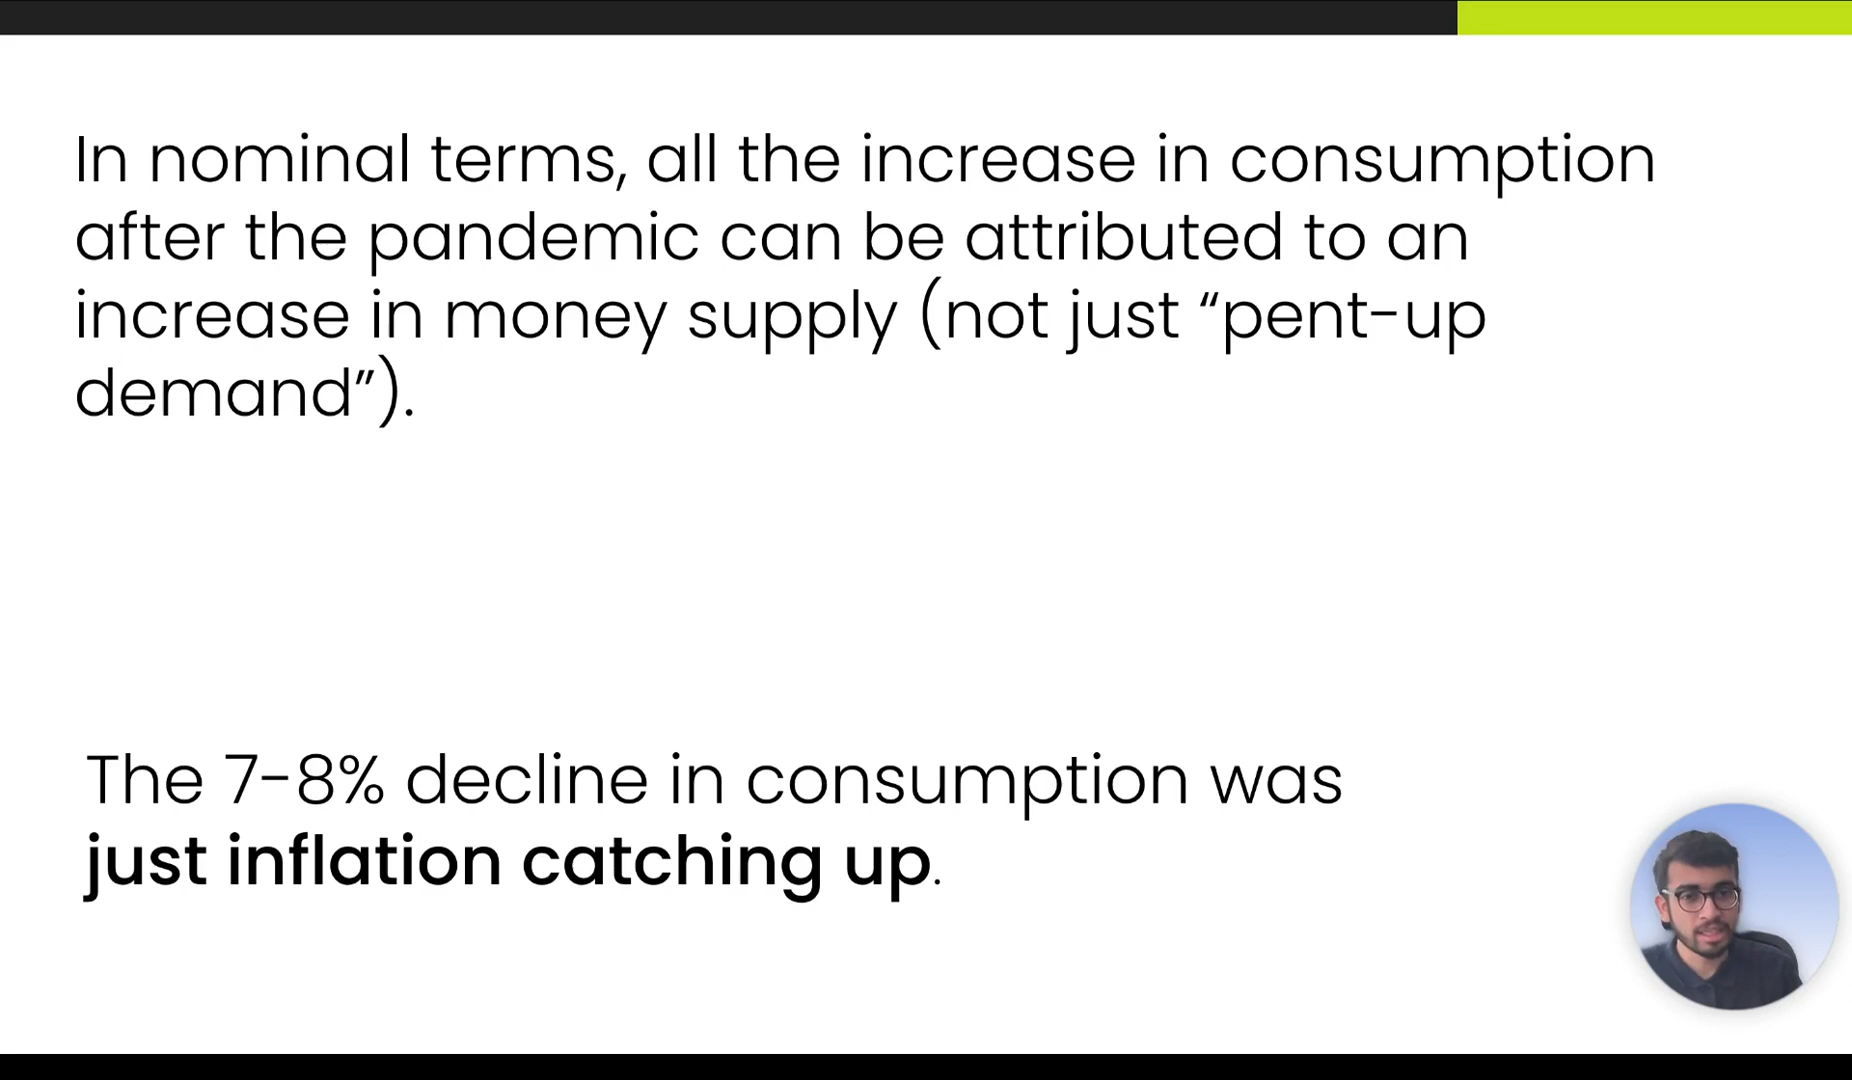 In nominal terms, all the increase in consumption
after the pandemic can be attributed to an
increase in money supply (not just “pent-up
demand”).
The 7-8% decline in consumption was
just inflation catching up.